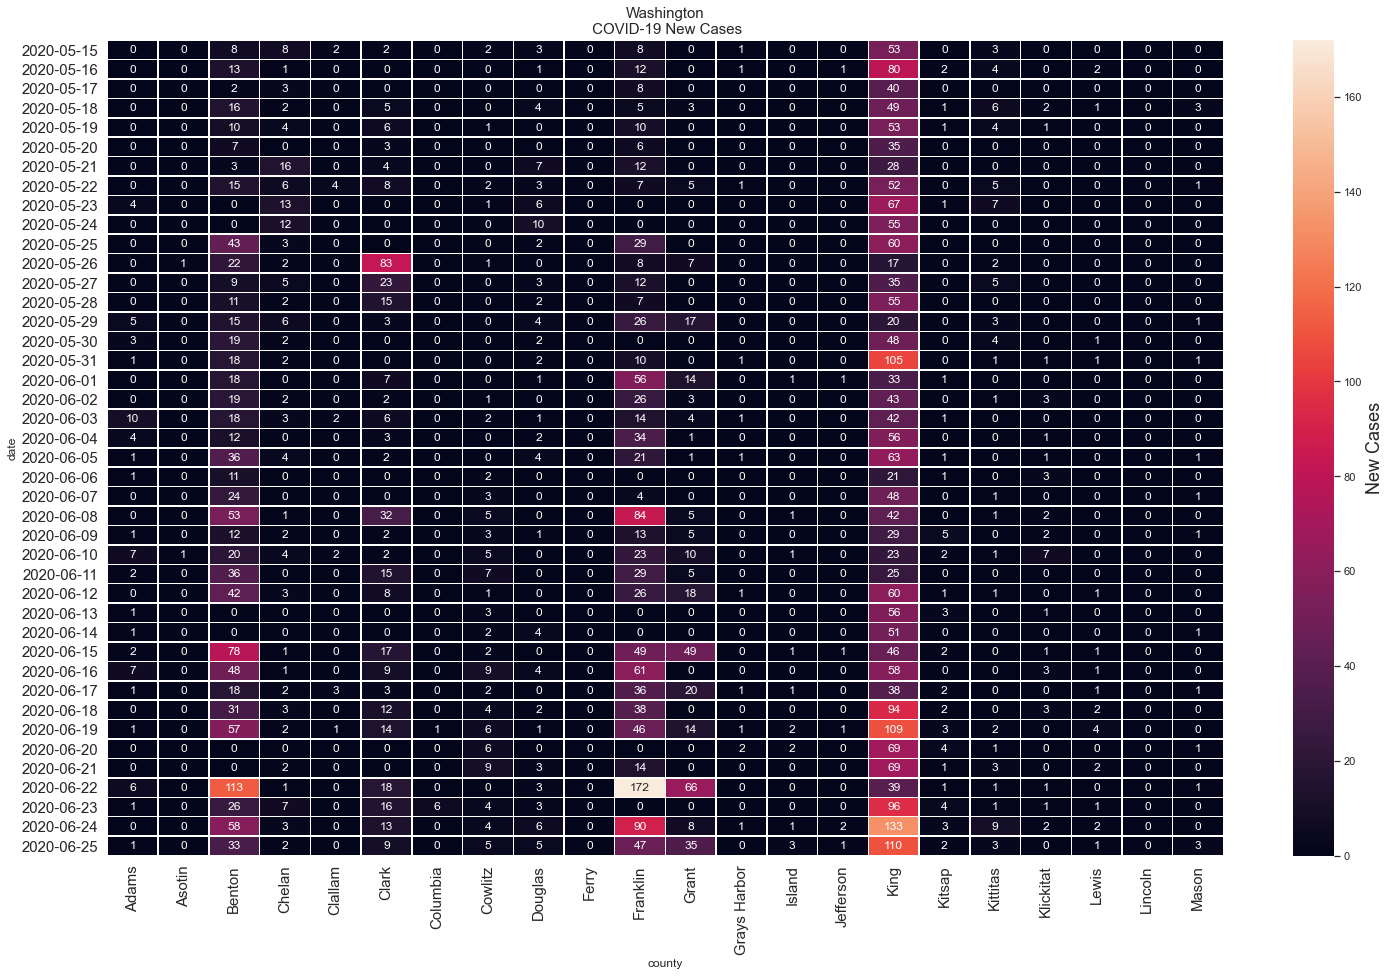 Washington
COVID-19 New Cases
2020-05-15 0 0 8 8 2 2 0 2 3 0 8 0 1 0 0 53 0 3 0 0 0 0
2020-05-16 0 0 13 1 0 0 0 0 1 0 12 0 1 0 1 80 2 4 0 2 0 0
2020-05-17 0 0 2 3 0 0 0 0 0 0 8 0 0 0 0 40 0 0 0 0 0 0
2020-05-18 0 0 16 2 0 5 0 0 4 0 5 3 0 0 0 49 1 6 2 1 0 3
2020-05-19 0 0 10 4 0 6 0 1 0 0 10 0 0 0 0 53 1 4 1 0 0 0
2020-05-20 0 0 7 0 0 3 0 0 0 0 6 0 0 0 0 35 0 0 0 0 0 0
2020-05-21 0 0 3 16 0 4 0 0 7 0 12 0 0 0 0 28 0 0 0 0 0 0
2020-05-22 0 0 15 6 4 8 0 2 3 0 7 5 1 0 0 52 0 5 0 0 0 1
2020-05-23 4 0 0 13 0 0 0 1 6 0 0 0 0 0 0 67 1 7 0 0 0 0
2020-05-24 0 0 0 12 0 0 0 0 10 0 0 0 0 0 0 55 0 0 0 0 0 0
2020-05-25 0 0 43 3 0 0 0 0 2 0 29 0 0 0 0 60 0 0 0 0 0 0
2020-05-26 0 1 22 2 0 83 0 1 0 0 8 7 0 0 0 17 0 2 0 0 0 0
2020-05-27 0 0 9 5 0 23 0 0 3 0 12 0 0 0 0 35 0 5 0 0 0 0
2020-05-28 0 0 11 2 0 15 0 0 2 0 7 0 0 0 0 55 0 0 0 0 0 0
2020-05-29 5 0 15 6 0 3 0 0 4 0 26 17 0 0 0 20 0 3 0 0 0 1
2020-05-30 3 0 19 2 0 0 0 0 2 0 0 0 0 0 0 48 0 4 0 1 0 0
2020-05-31 1 0 18 2 0 0 0 0 2 0 10 0 1 0 0 105 0 1 1 1 0 1
2020-06-01 0 0 18 0 0 7 0 0 1 0 56 14 0 1 1 33 1 0 0 0 0 0
2020-06-02 0 0 19 2 0 2 0 1 0 0 26 3 0 0 0 43 0 1 3 0 0 0
2020-06-03 10 0 18 3 2 6 0 2 1 0 14 4 1 0 0 42 1 0 0 0 0 0
2020-06-04 4 0 12 0 0 3 0 0 2 0 34 1 0 0 0 56 0 0 1 0 0 0
2020-06-05 1 0 36 4 0 2 0 0 4 0 21 1 1 0 0 63 1 0 1 0 0 1
2020-06-06 1 0 11 0 0 0 0 2 0 0 0 0 0 0 0 21 1 0 3 0 0 0
2020-06-07 0 0 24 0 0 0 0 3 0 0 4 0 0 0 0 48 0 1 0 0 0 1
2020-06-08 0 0 53 1 0 32 0 5 0 0 84 5 0 1 0 42 0 1 2 0 0 0
2020-06-09 1 0 12 2 0 2 0 3 1 0 13 5 0 0 0 29 5 0 2 0 0 1
2020-06-10 7 1 20 4 2 2 0 5 0 0 23 10 0 1 0 23 2 1 7 0 0 0
2020-06-11 2 0 36 0 0 15 0 7 0 0 29 5 0 0 0 25 0 0 0 0 0 0
2020-06-12 0 0 42 3 0 8 0 1 0 0 26 18 1 0 0 60 1 1 0 1 0 0
2020-06-13 1 0 0 0 0 0 0 3 0 0 0 0 0 0 0 56 3 0 1 0 0 0
2020-06-14 1 0 0 0 0 0 0 2 4 0 0 0 0 0 0 51 0 0 0 0 0 1
2020-06-15 2 0 78 1 0 17 0 2 0 0 49 49 0 1 1 46 2 0 1 1 0 0
2020-06-16 7 0 48 1 0 9 0 9 4 0 61 0 0 0 0 58 0 0 3 1 0 0
2020-06-17 1 0 18 2 3 3 0 2 0 0 36 20 1 1 0 38 2 0 0 1 0 1
2020-06-18 0 0 31 3 0 12 0 4 2 0 38 0 0 0 0 94 2 0 3 2 0 0
2020-06-19 1 0 57 2 1 14 1 6 1 0 46 14 1 2 1 109 3 2 0 4 0 0
2020-06-20 0 0 0 0 0 0 0 6 0 0 0 0 2 2 0 69 4 1 0 0 0 1
2020-06-21 0 0 0 2 0 0 0 9 3 0 14 0 0 0 0 69 1 3 0 2 0 0
2020-06-22 6 0 113 1 0 18 0 0 3 0 172 66 0 0 0 39 1 1 1 0 0 1
2020-06-23 1 0 26 7 0 16 6 4 3 0 0 0 0 0 0 96 4 1 1 1 0 0
2020-06-24 0 0 58 3 0 13 0 4 6 0 90 8 1 1 2 133 3 9 2 2 0 0
2020-06-25 1 0 33 2 0 9 0 5 5 0 47 35 0 3 1 110 2 3 0 1 0 3
date
Adams Asotin Benton Chelan Clallam Clark Columbia Cowlitz Douglas Ferry Franklin Grant Grays Harbor Island Jefferson King Kitsap Kittitas Klickitat Lewis Lincoln Mason
county
160
140
120
100
80
60
40
20
0
New Cases